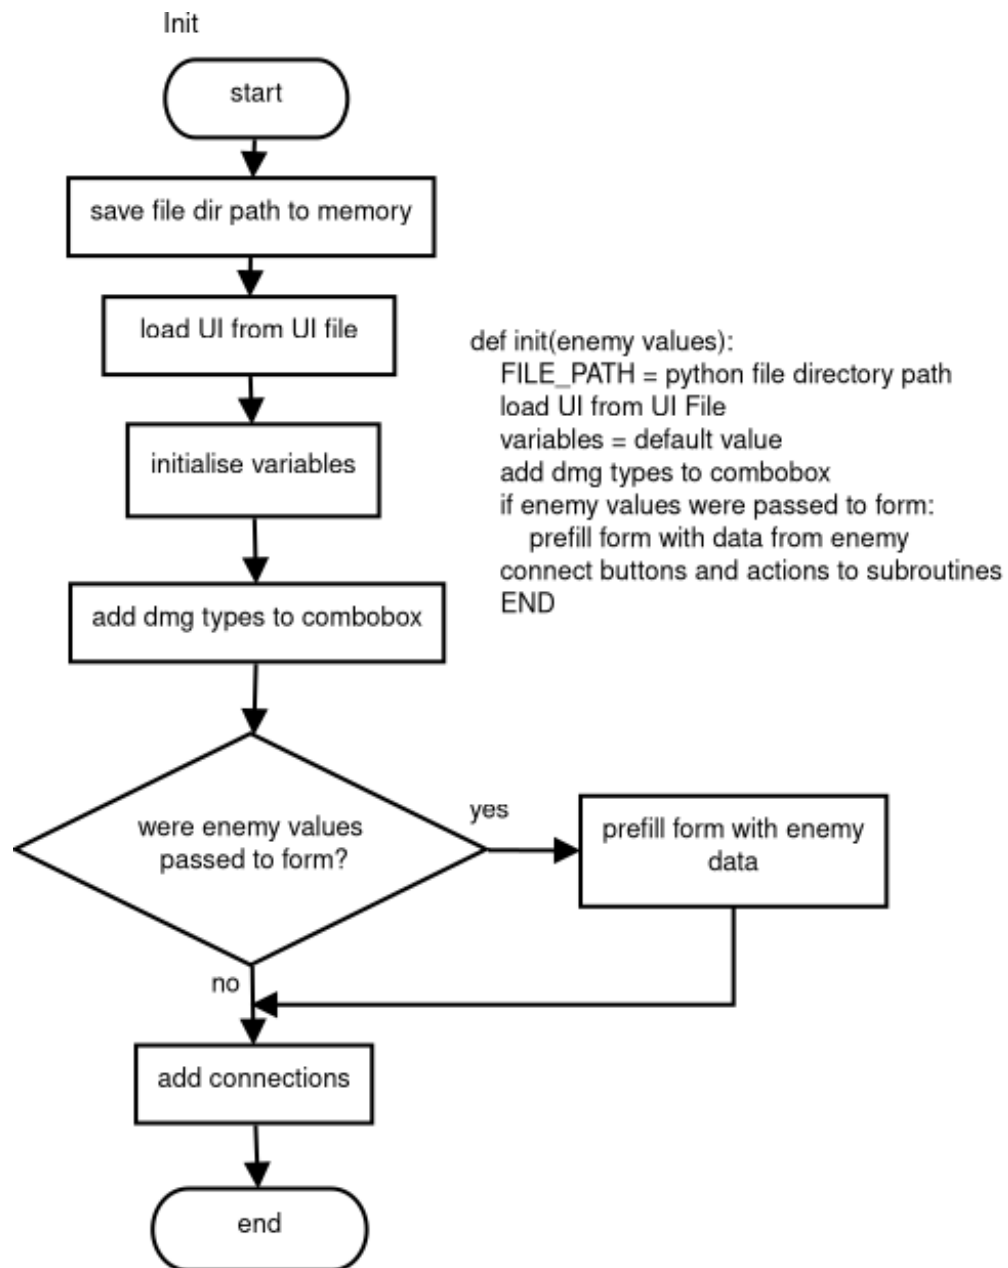 Init
start
save file dir path to memory
load UI from UI file
initialise variables
add dmg types to combobox
were enemy values
passed to form?
yes
prefill form with enemy
data
no
add connections
end
def init(enemy values):
FILE_PATH = python file directory path
load UI from UI File
variables = default value
add dmg types to combobox
if enemy values were passed to form:
prefill form with data from enemy
connect buttons and actions to subroutines
END